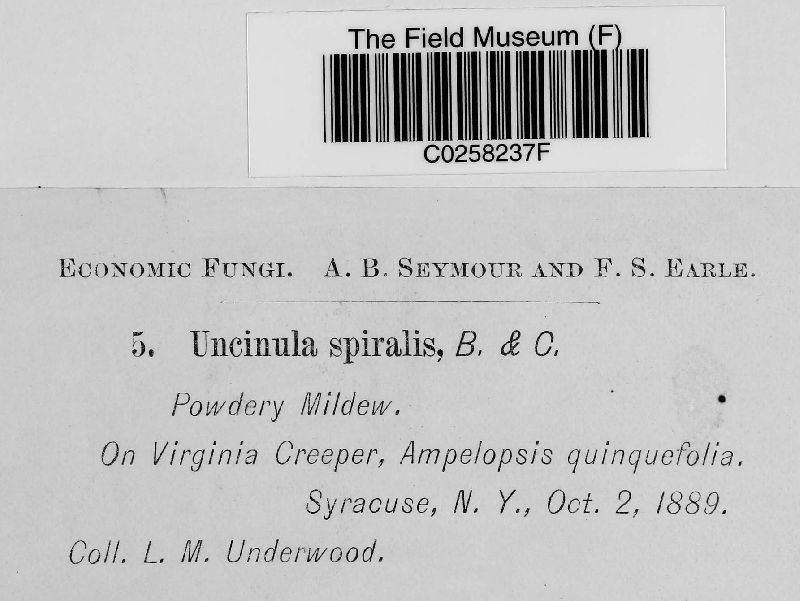 The Field Museum (F)
C0258237F
Economic Fungi. A. B. Seymour and F. S. Earle.
5. Uncinula spiralis, B. & C.
Powdery Mildew.
On Virginia Creeper, Ampelopsis quinquefolia.
Syracuse, N. Y., Oct. 2, 1889.
Coll. L. M. Underwood.